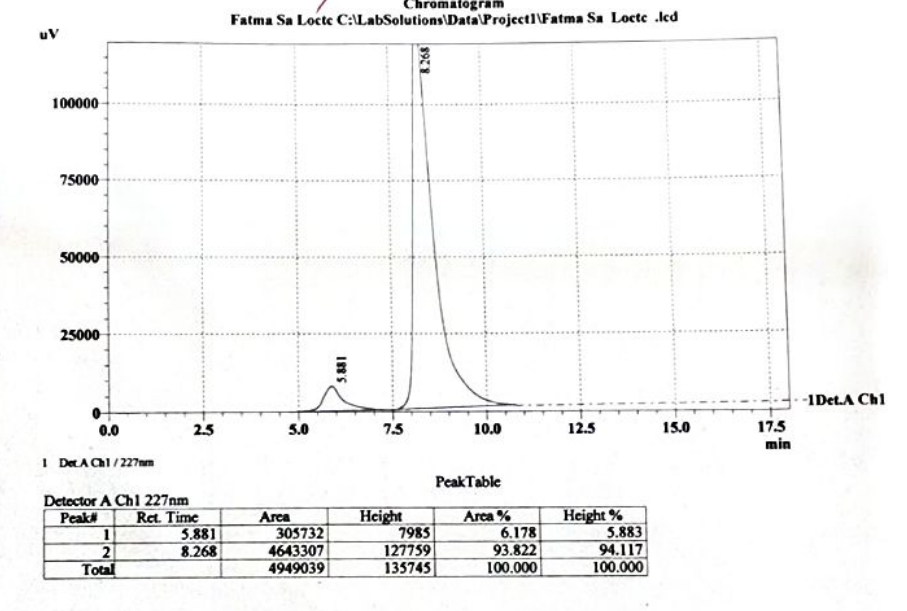 Chromatogram
Fatma Sa Loctc C:\LabSolutions\Data\Project1\Fatma Sa Loctc .lcd
uV
8.268
100000
75000
50000
25000
5.881
0
1Det.A Ch1
0.0 2.5 5.0 7.5 10.0 12.5 15.0 17.5
min
1 Det.A Ch1 / 227nm
PeakTable
Detector A Ch1 227nm
Peak# Ret. Time Area Height Area % Height %
1 5.881 305732 7985 6.178 5.883
2 8.268 4643307 127759 93.822 94.117
Total 4949039 135745 100.000 100.000